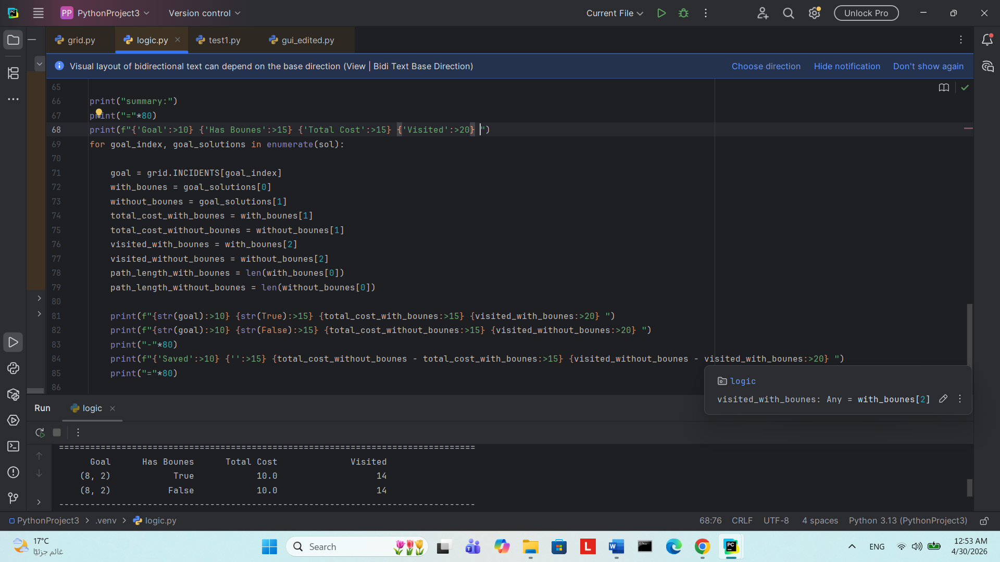 PP PythonProject3 Version control Current File Unlock Pro
grid.py logic.py test1.py gui_edited.py
Visual layout of bidirectional text can depend on the base direction (View | Bidi Text Base Direction) Choose direction Hide notification Don't show again
65
66 print("summary:")
67 print("="*80)
68 print(f"{'Goal':>10} {'Has Bounes':>15} {'Total Cost':>15} {'Visited':>20} ")
69 for goal_index, goal_solutions in enumerate(sol):
70
71 goal = grid.INCIDENTS[goal_index]
72 with_bounes = goal_solutions[0]
73 without_bounes = goal_solutions[1]
74 total_cost_with_bounes = with_bounes[1]
75 total_cost_without_bounes = without_bounes[1]
76 visited_with_bounes = with_bounes[2]
77 visited_without_bounes = without_bounes[2]
78 path_length_with_bounes = len(with_bounes[0])
79 path_length_without_bounes = len(without_bounes[0])
80
81 print(f"{str(goal):>10} {str(True):>15} {total_cost_with_bounes:>15} {visited_with_bounes:>20} ")
82 print(f"{str(goal):>10} {str(False):>15} {total_cost_without_bounes:>15} {visited_without_bounes:>20} ")
83 print("-"*80)
84 print(f"{'Saved':>10} {'':>15} {total_cost_without_bounes - total_cost_with_bounes:>15} {visited_without_bounes - visited_with_bounes:>20} ")
85 print("="*80)
86
logic
visited_with_bounes: Any = with_bounes[2]
Run logic
================================================================================
Goal Has Bounes Total Cost Visited
(8, 2) True 10.0 14
(8, 2) False 10.0 14
--------------------------------------------------------------------------------
PythonProject3 > .venv > logic.py 68:76 CRLF UTF-8 4 spaces Python 3.13 (PythonProject3)
17°C
غائم جزئيًا
Search
ENG
12:53 AM
4/30/2026